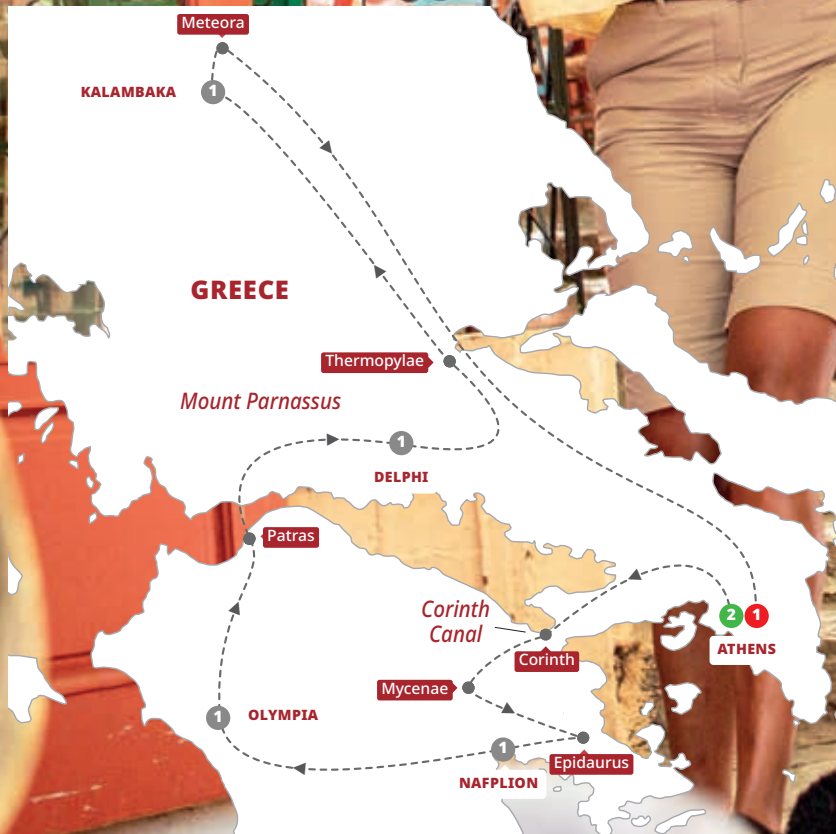 Meteora
KALAMBAKA
1
GREECE
Thermopylae
Mount Parnassus
1
DELPHI
Patras
Corinth
Canal
2
1
ATHENS
Corinth
Mycenae
1
OLYMPIA
1
Epidaurus
NAFPLION